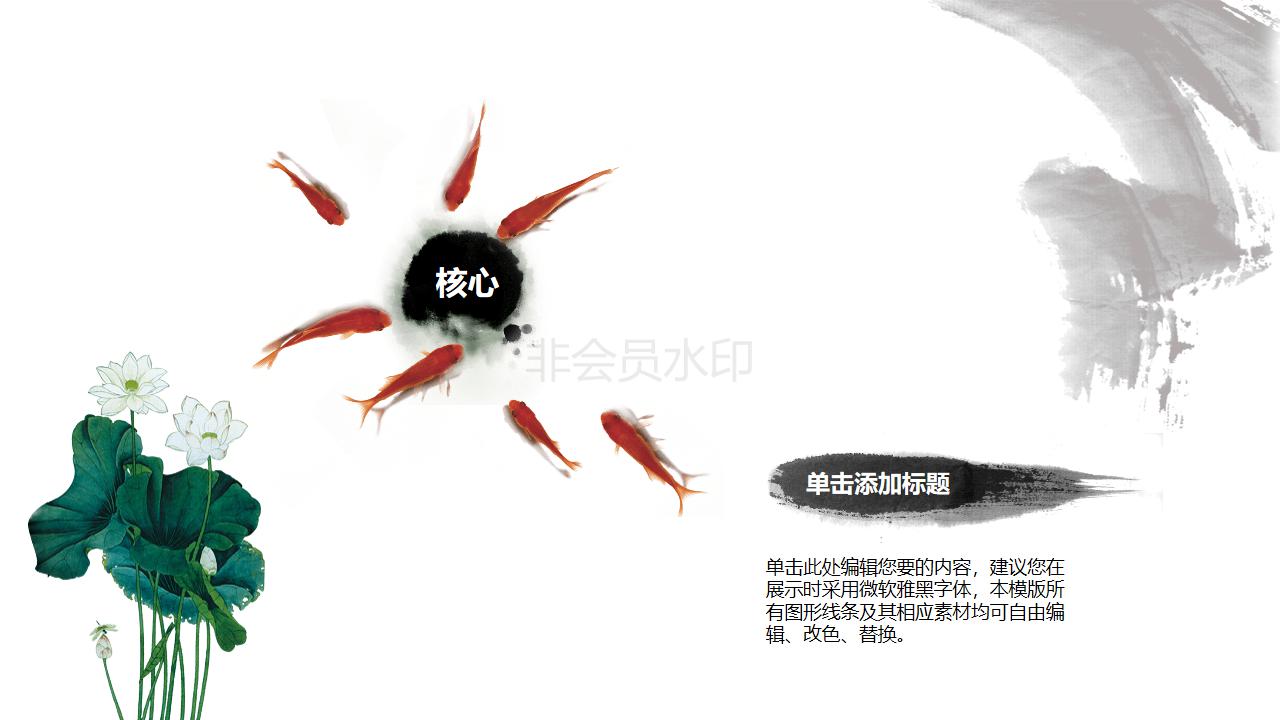 核心
非会员水印
单击添加标题
单击此处编辑您要的内容，建议您在
展示时采用微软雅黑字体，本模版所
有图形线条及其相应素材均可自由编
辑、改色、替换。